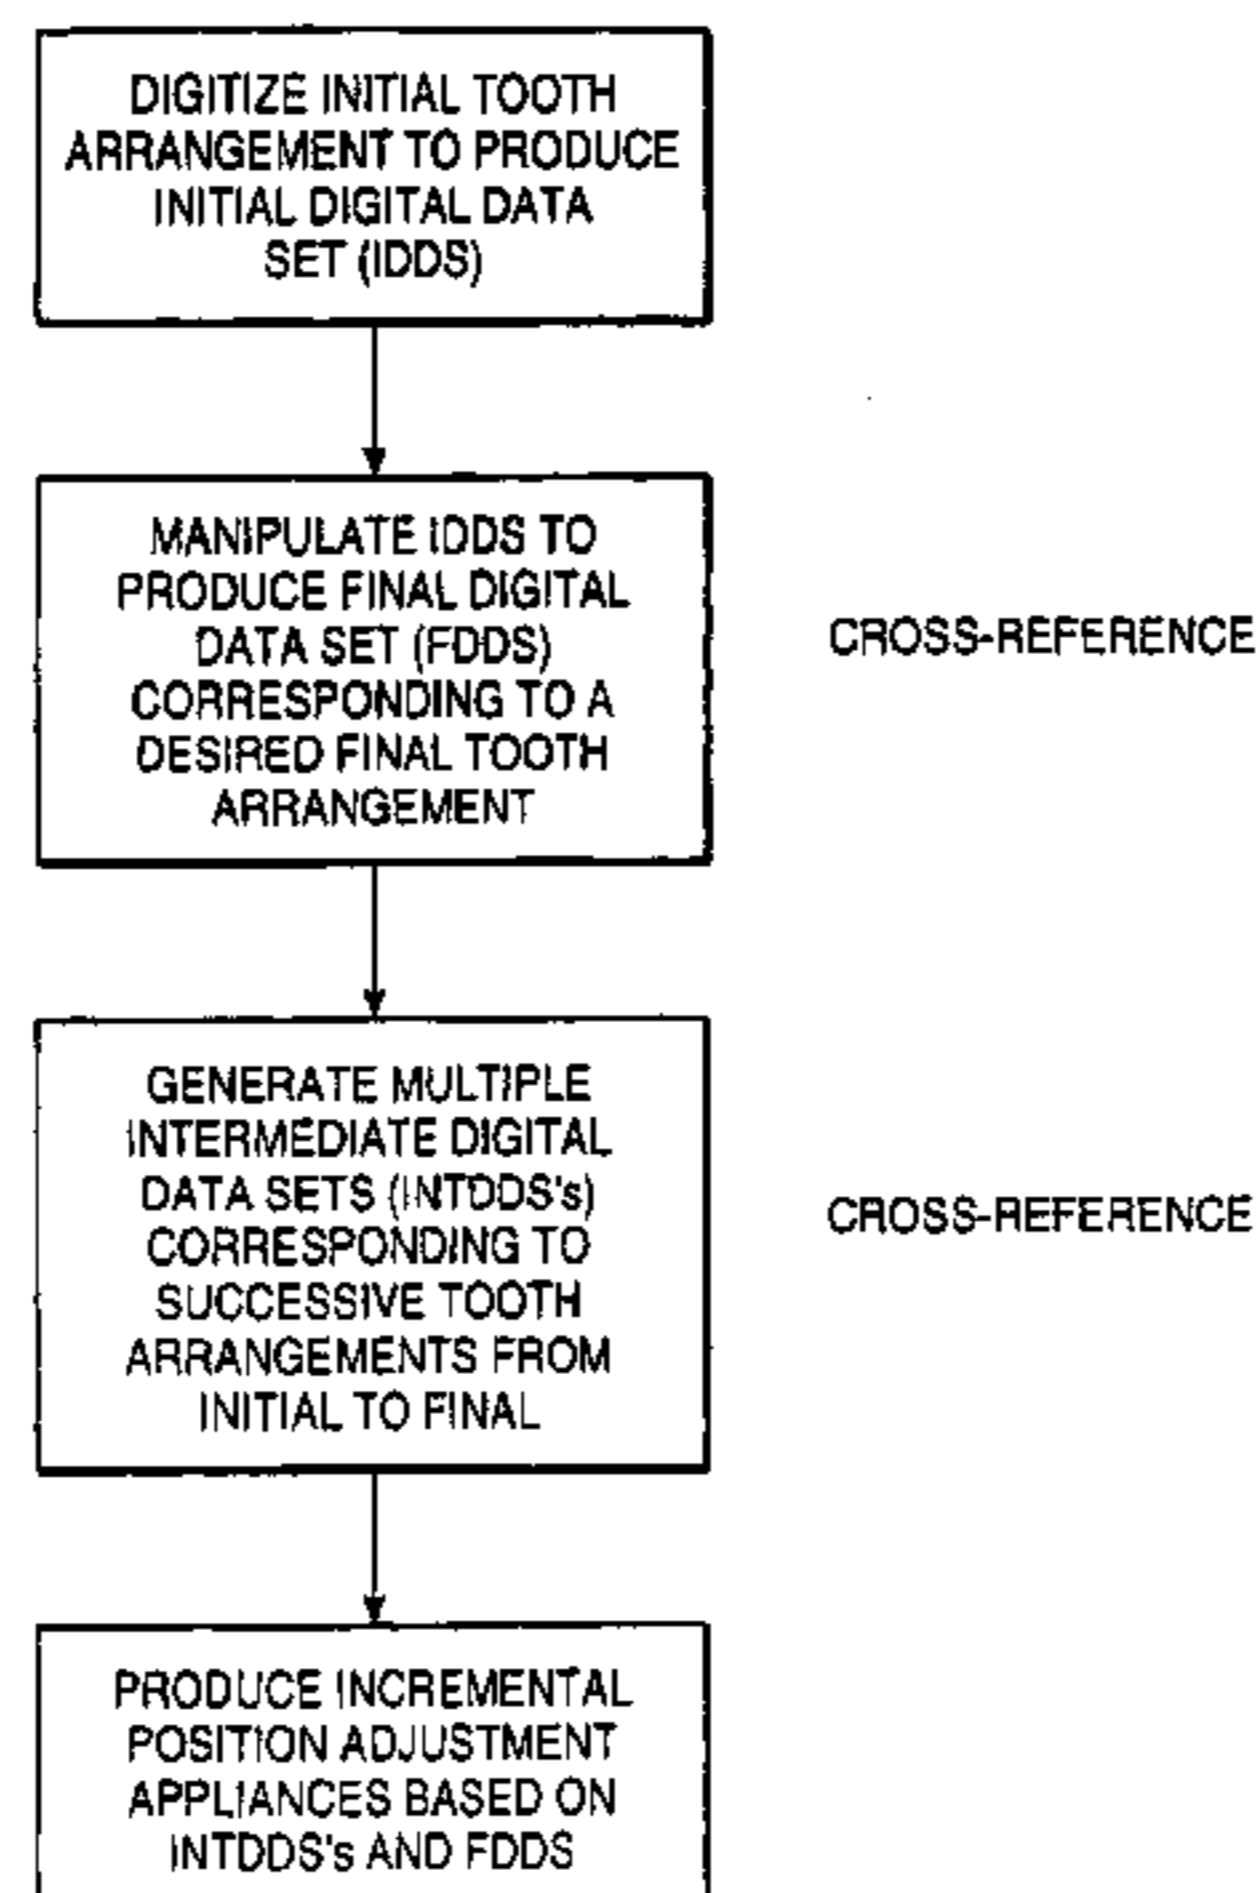 DIGITIZE INITIAL TOOTH
ARRANGEMENT TO PRODUCE
INITIAL DIGITAL DATA
SET (IDDS)
MANIPULATE IDDS TO
PRODUCE FINAL DIGITAL
DATA SET (FDDS)
CORRESPONDING TO A
DESIRED FINAL TOOTH
ARRANGEMENT
CROSS-REFERENCE
GENERATE MULTIPLE
INTERMEDIATE DIGITAL
DATA SETS (INTDDS's)
CORRESPONDING TO
SUCCESSIVE TOOTH
ARRANGEMENTS FROM
INITIAL TO FINAL
CROSS-REFERENCE
PRODUCE INCREMENTAL
POSITION ADJUSTMENT
APPLIANCES BASED ON
INTDDS's AND FDDS